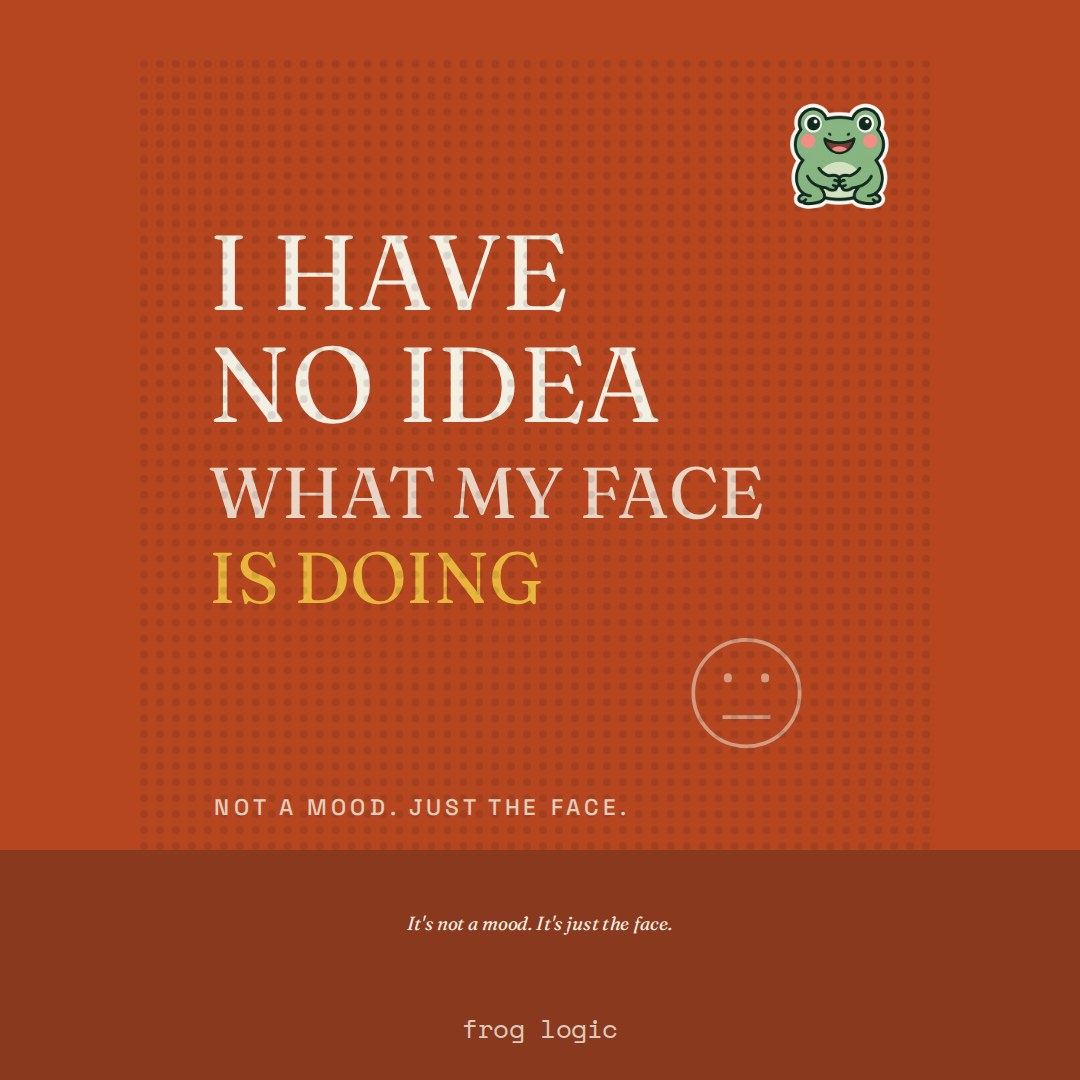 I HAVE
NO IDEA
WHAT MY FACE
IS DOING
NOT A MOOD. JUST THE FACE.
It's not a mood. It's just the face.
frog logic